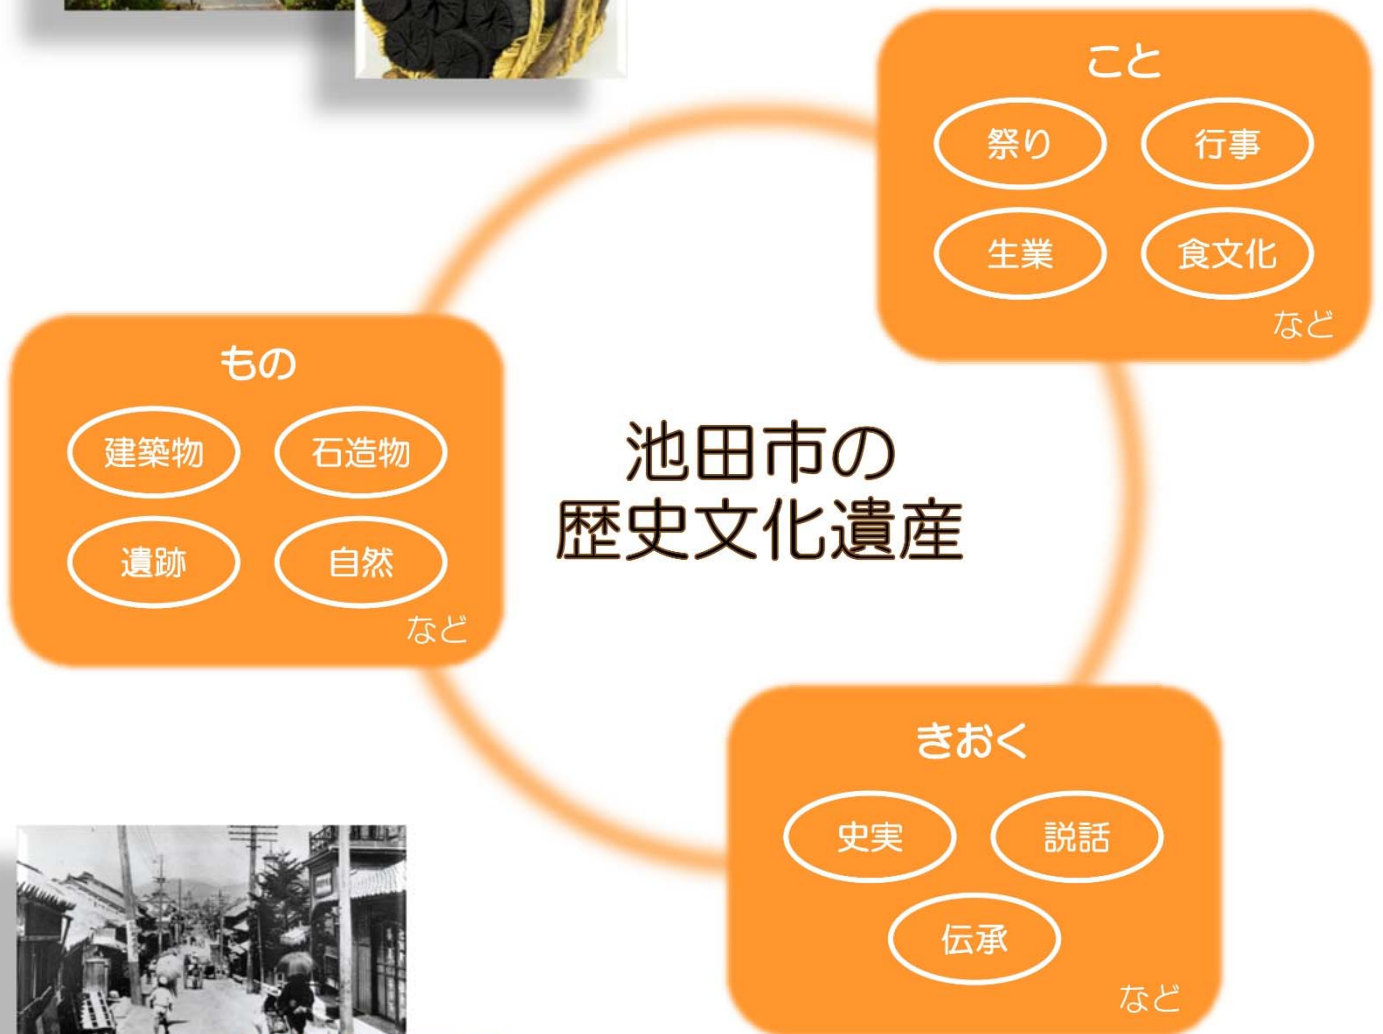 こと
祭り
行事
生業
食文化
など
もの
建築物
石造物
遺跡
自然
など
池田市の
歴史文化遺産
きおく
史実
説話
伝承
など